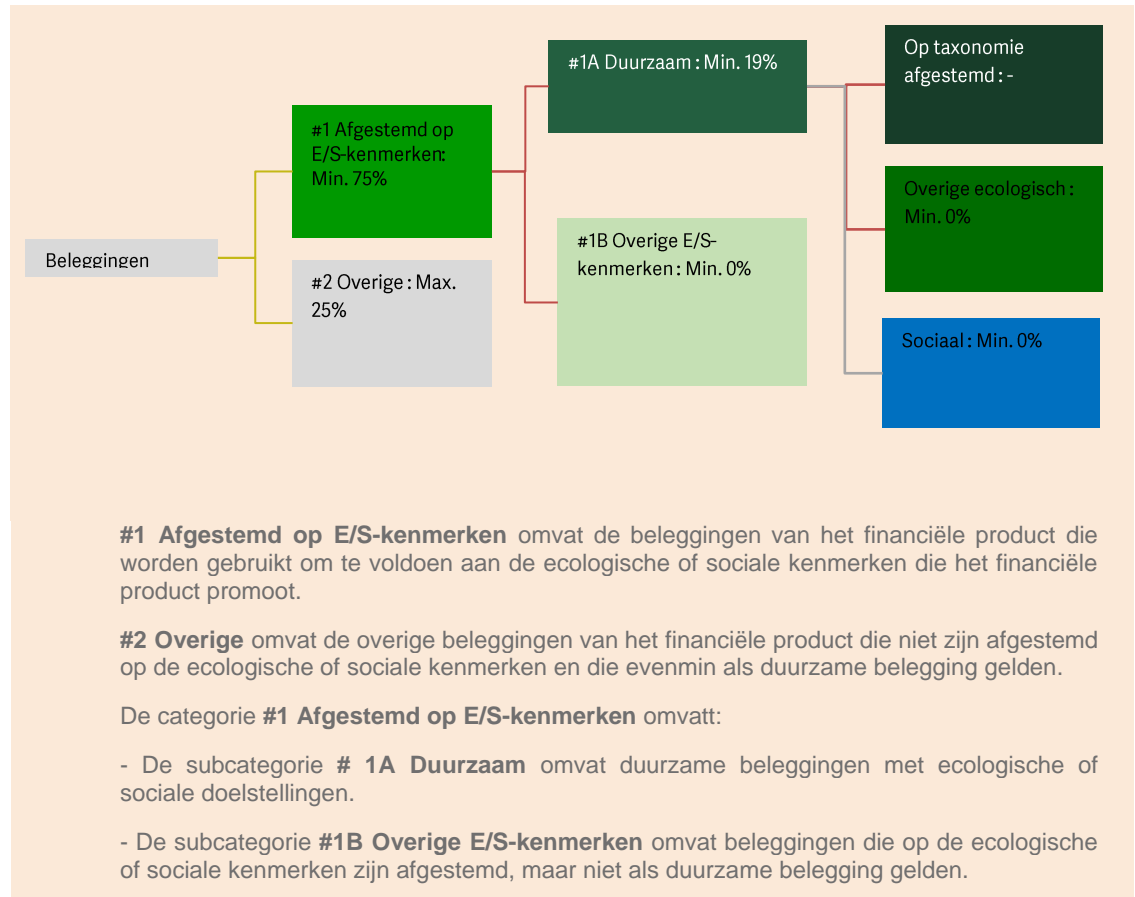 Beleggingen
#1 Afgestemd op
E/S-kenmerken:
Min. 75%
#2 Overige : Max.
25%
#1A Duurzaam : Min. 19%
#1B Overige E/S-
kenmerken : Min. 0%
Op taxonomie
afgestemd : -
Overige ecologisch :
Min. 0%
Sociaal : Min. 0%
#1 Afgestemd op E/S-kenmerken omvat de beleggingen van het financiële product die
worden gebruikt om te voldoen aan de ecologische of sociale kenmerken die het financiële
product promoot.
#2 Overige omvat de overige beleggingen van het financiële product die niet zijn afgestemd
op de ecologische of sociale kenmerken en die evenmin als duurzame belegging gelden.
De categorie #1 Afgestemd op E/S-kenmerken omvatt:
- De subcategorie # 1A Duurzaam omvat duurzame beleggingen met ecologische of
sociale doelstellingen.
- De subcategorie #1B Overige E/S-kenmerken omvat beleggingen die op de ecologische
of sociale kenmerken zijn afgestemd, maar niet als duurzame belegging gelden.